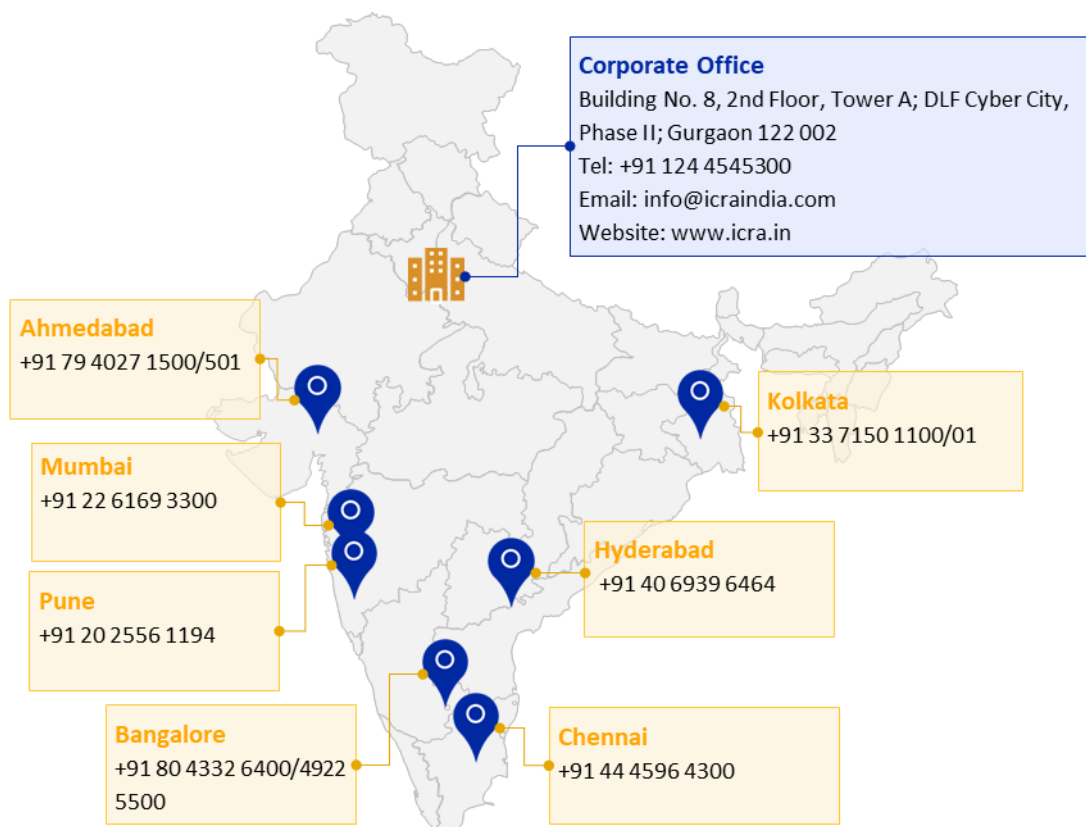 Corporate Office
Building No. 8, 2nd Floor, Tower A; DLF Cyber City,
Phase II; Gurgaon 122 002
Tel: +91 124 4545300
Email: info@icraindia.com
Website: www.icra.in
Ahmedabad
+91 79 4027 1500/501
Kolkata
+91 33 7150 1100/01
Mumbai
+91 22 6169 3300
Hyderabad
+91 40 6939 6464
Pune
+91 20 2556 1194
Bangalore
+91 80 4332 6400/4922
5500
Chennai
+91 44 4596 4300